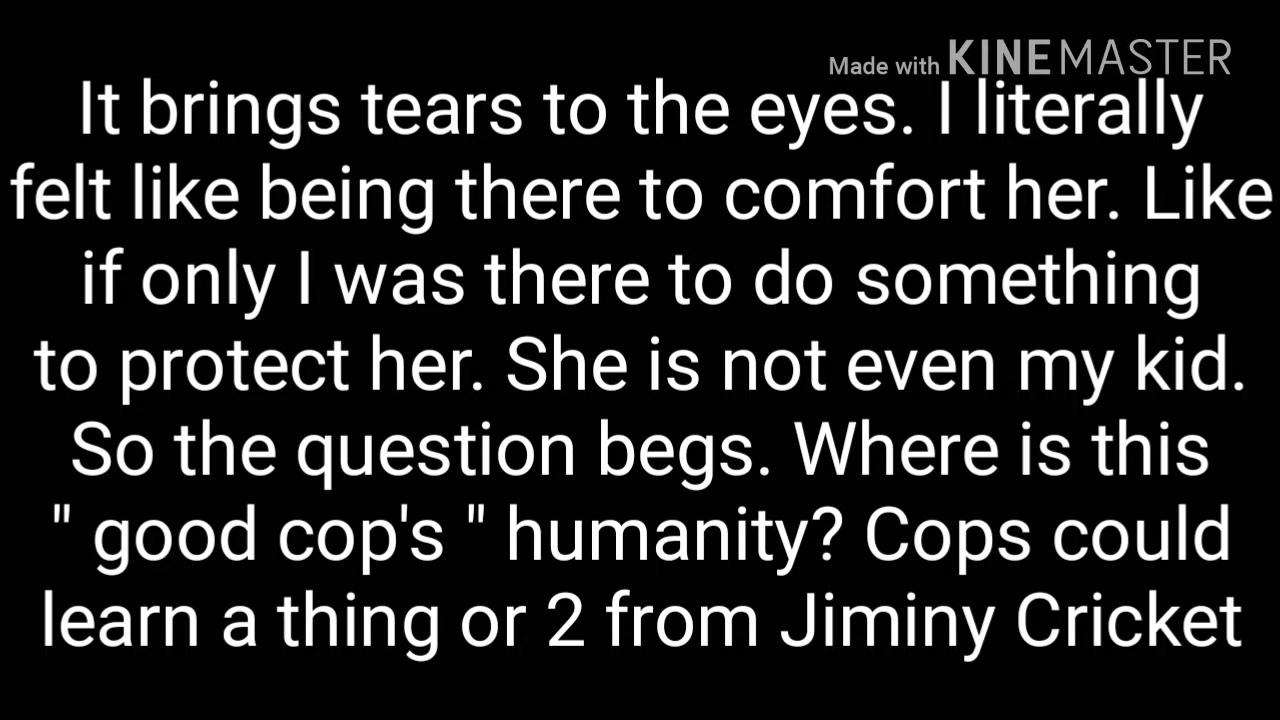 Made with KINEMASTER
It brings tears to the eyes. I literally
felt like being there to comfort her. Like
if only I was there to do something
to protect her. She is not even my kid.
So the question begs. Where is this
" good cop's " humanity? Cops could
learn a thing or 2 from Jiminy Cricket